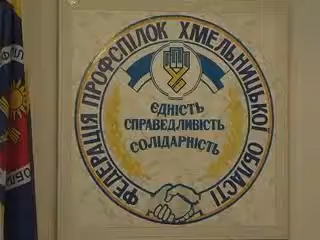 ФЕДЕРАЦІЯ ПРОФСПІЛОК ХМЕЛЬНИЦЬКОЇ ОБЛАСТІ
ЄДНІСТЬ
СПРАВЕДЛИВІСТЬ
СОЛІДАРНІСТЬ